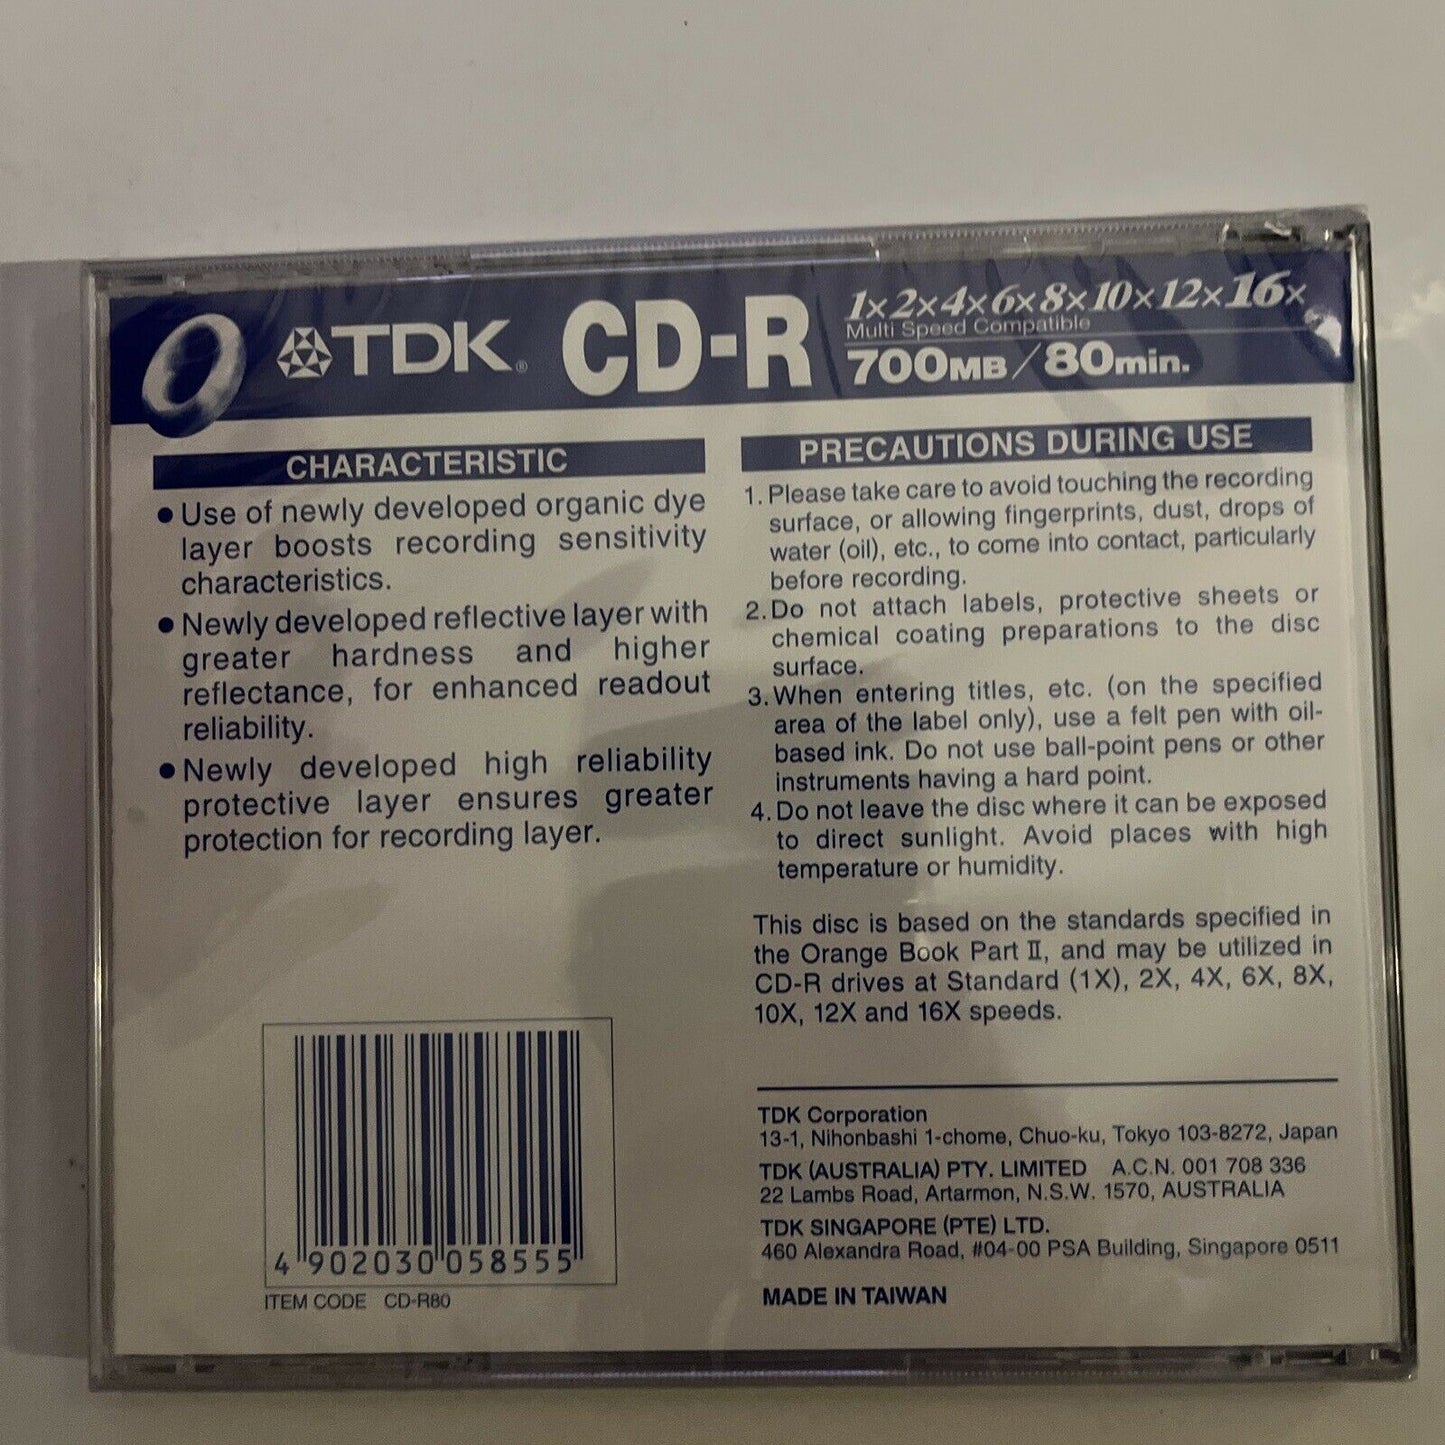 TDK® CD-R 1x 2x 4x 6x 8x 10x 12x 16x
Multi Speed Compatible
700MB/80min.
CHARACTERISTIC
● Use of newly developed organic dye
layer boosts recording sensitivity
characteristics.
● Newly developed reflective layer with
greater hardness and higher
reflectance, for enhanced readout
reliability.
● Newly developed high reliability
protective layer ensures greater
protection for recording layer.
4 902030 058555
ITEM CODE CD-R80
PRECAUTIONS DURING USE
1. Please take care to avoid touching the recording
surface, or allowing fingerprints, dust, drops of
water (oil), etc., to come into contact, particularly
before recording.
2. Do not attach labels, protective sheets or
chemical coating preparations to the disc
surface.
3. When entering titles, etc. (on the specified
area of the label only), use a felt pen with oil-
based ink. Do not use ball-point pens or other
instruments having a hard point.
4. Do not leave the disc where it can be exposed
to direct sunlight. Avoid places with high
temperature or humidity.
This disc is based on the standards specified in
the Orange Book Part II, and may be utilized in
CD-R drives at Standard (1X), 2X, 4X, 6X, 8X,
10X, 12X and 16X speeds.
TDK Corporation
13-1, Nihonbashi 1-chome, Chuo-ku, Tokyo 103-8272, Japan
TDK (AUSTRALIA) PTY. LIMITED A.C.N. 001 708 336
22 Lambs Road, Artarmon, N.S.W. 1570, AUSTRALIA
TDK SINGAPORE (PTE) LTD.
460 Alexandra Road, #04-00 PSA Building, Singapore 0511
MADE IN TAIWAN